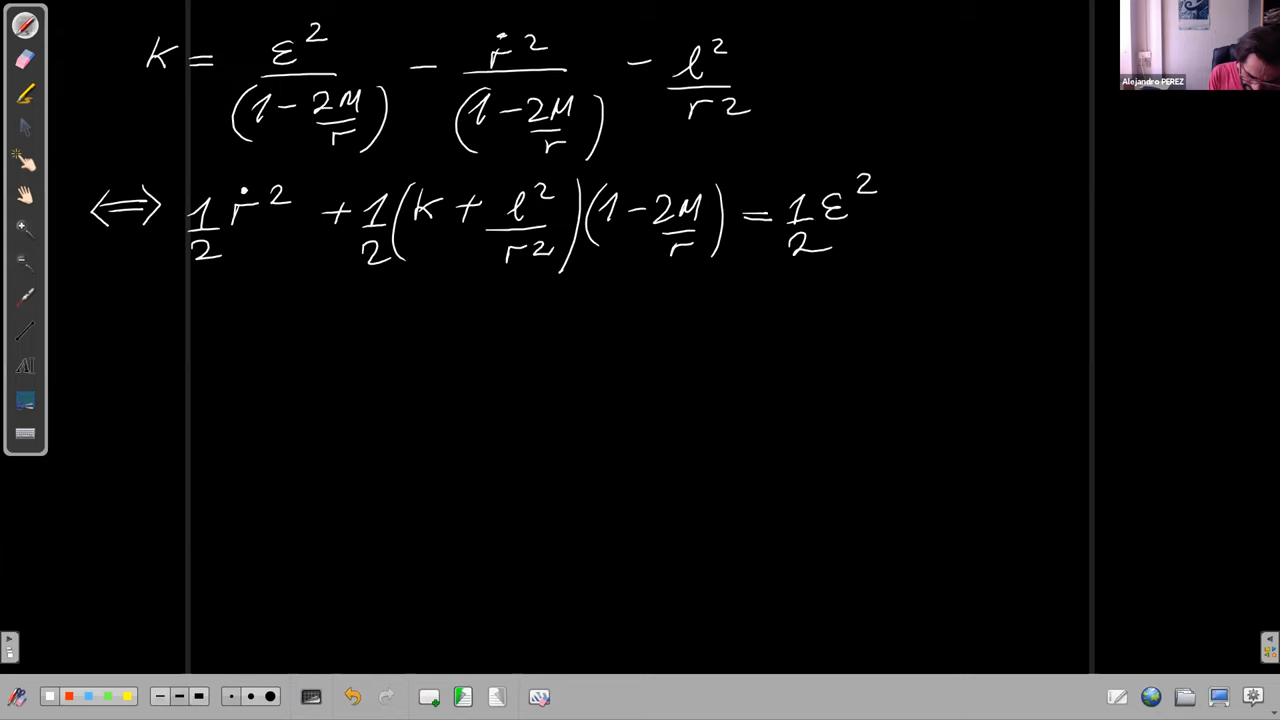 k = ε² / (1 - 2M/r) - ṙ² / (1 - 2M/r) - l² / r²
⟺ 1/2 ṙ² + 1/2 (k + l²/r²)(1 - 2M/r) = 1/2 ε²
Alejandro PEREZ